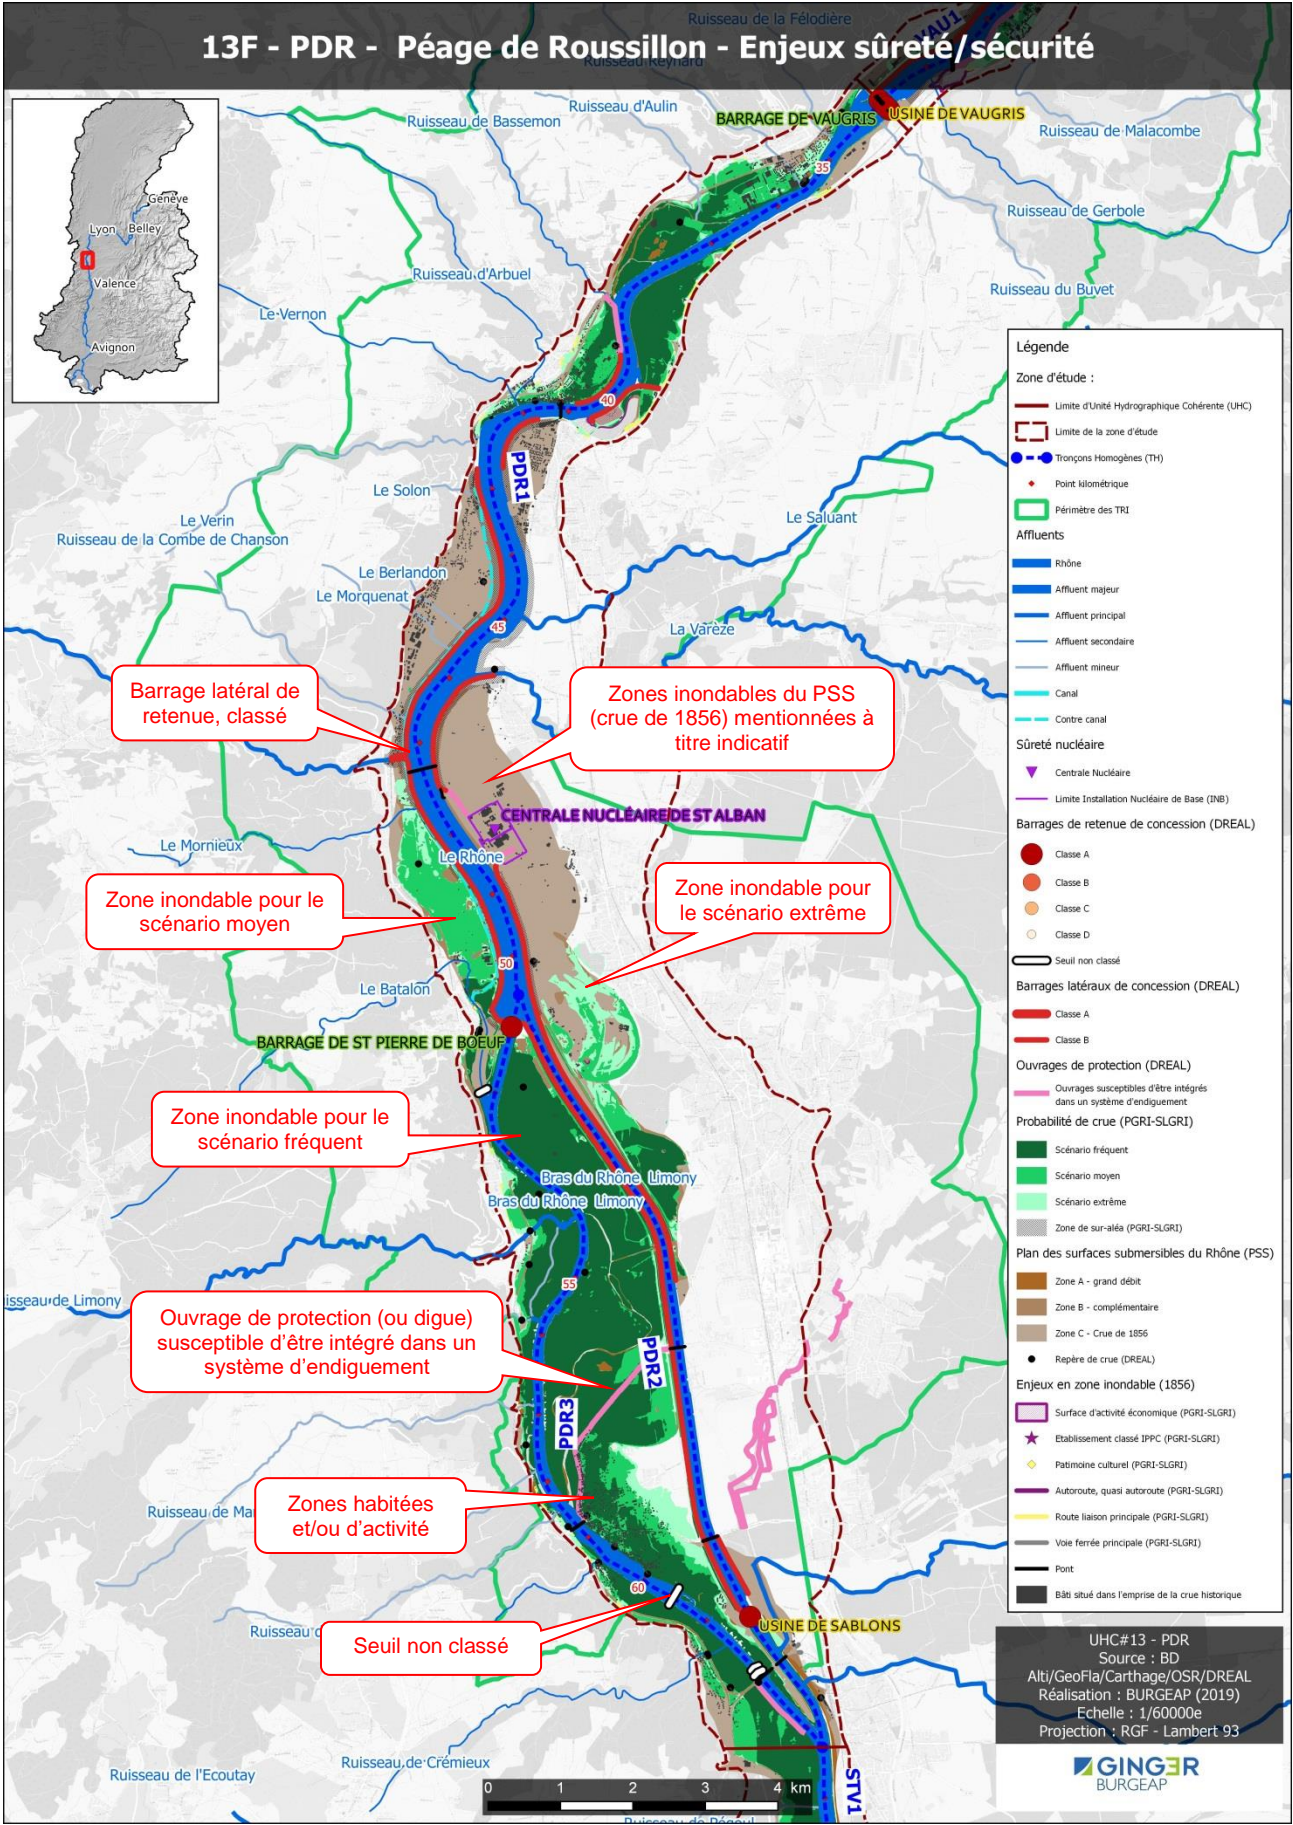 13F - PDR - Péage de Roussillon - Enjeux sûreté/sécurité
Ruisseau de la Félodière
VAU1
Ruisseau Reynard
Ruisseau d'Aulin
Ruisseau de Bassemon
BARRAGE DE VAUGRIS
USINE DE VAUGRIS
Ruisseau de Malacombe
35
Genève
Lyon
Belley
Valence
Avignon
Ruisseau de Gerbole
Ruisseau d'Arbuel
Ruisseau du Buvet
Le Vernon
40
PDR1
Le Solon
Le Verin
Ruisseau de la Combe de Chanson
Le Saluant
Le Berlandon
Le Morquenat
45
La Varèze
Barrage latéral de
retenue, classé
Zones inondables du PSS
(crue de 1856) mentionnées à
titre indicatif
CENTRALE NUCLÉAIRE DE ST ALBAN
Le Mornieux
Le Rhône
Zone inondable pour le
scénario moyen
Zone inondable pour
le scénario extrême
50
Le Batalon
BARRAGE DE ST PIERRE DE BOEUF
Zone inondable pour le
scénario fréquent
Bras du Rhône Limony
Bras du Rhône Limony
55
isseau de Limony
Ouvrage de protection (ou digue)
susceptible d'être intégré dans un
système d'endiguement
PDR2
PDR3
Zones habitées
et/ou d'activité
Ruisseau de Mar
60
Ruisseau d
Seuil non classé
USINE DE SABLONS
Ruisseau de Crémieux
Ruisseau de l'Ecoutay
STV1
0 1 2 3 4 km
Légende
Zone d'étude :
Limite d'Unité Hydrographique Cohérente (UHC)
Limite de la zone d'étude
Tronçons Homogènes (TH)
Point kilométrique
Périmètre des TRI
Affluents
Rhône
Affluent majeur
Affluent principal
Affluent secondaire
Affluent mineur
Canal
Contre canal
Sûreté nucléaire
Centrale Nucléaire
Limite Installation Nucléaire de Base (INB)
Barrages de retenue de concession (DREAL)
Classe A
Classe B
Classe C
Classe D
Seuil non classé
Barrages latéraux de concession (DREAL)
Classe A
Classe B
Ouvrages de protection (DREAL)
Ouvrages susceptibles d'être intégrés
dans un système d'endiguement
Probabilité de crue (PGRI-SLGRI)
Scénario fréquent
Scénario moyen
Scénario extrême
Zone de sur-aléa (PGRI-SLGRI)
Plan des surfaces submersibles du Rhône (PSS)
Zone A - grand débit
Zone B - complémentaire
Zone C - Crue de 1856
Repère de crue (DREAL)
Enjeux en zone inondable (1856)
Surface d'activité économique (PGRI-SLGRI)
Etablissement classé IPPC (PGRI-SLGRI)
Patimoine culturel (PGRI-SLGRI)
Autoroute, quasi autoroute (PGRI-SLGRI)
Route liaison principale (PGRI-SLGRI)
Voie ferrée principale (PGRI-SLGRI)
Pont
Bâti situé dans l'emprise de la crue historique
UHC#13 - PDR
Source : BD
Alti/GeoFla/Carthage/OSR/DREAL
Réalisation : BURGEAP (2019)
Echelle : 1/60000e
Projection : RGF - Lambert 93
GINGER
BURGEAP